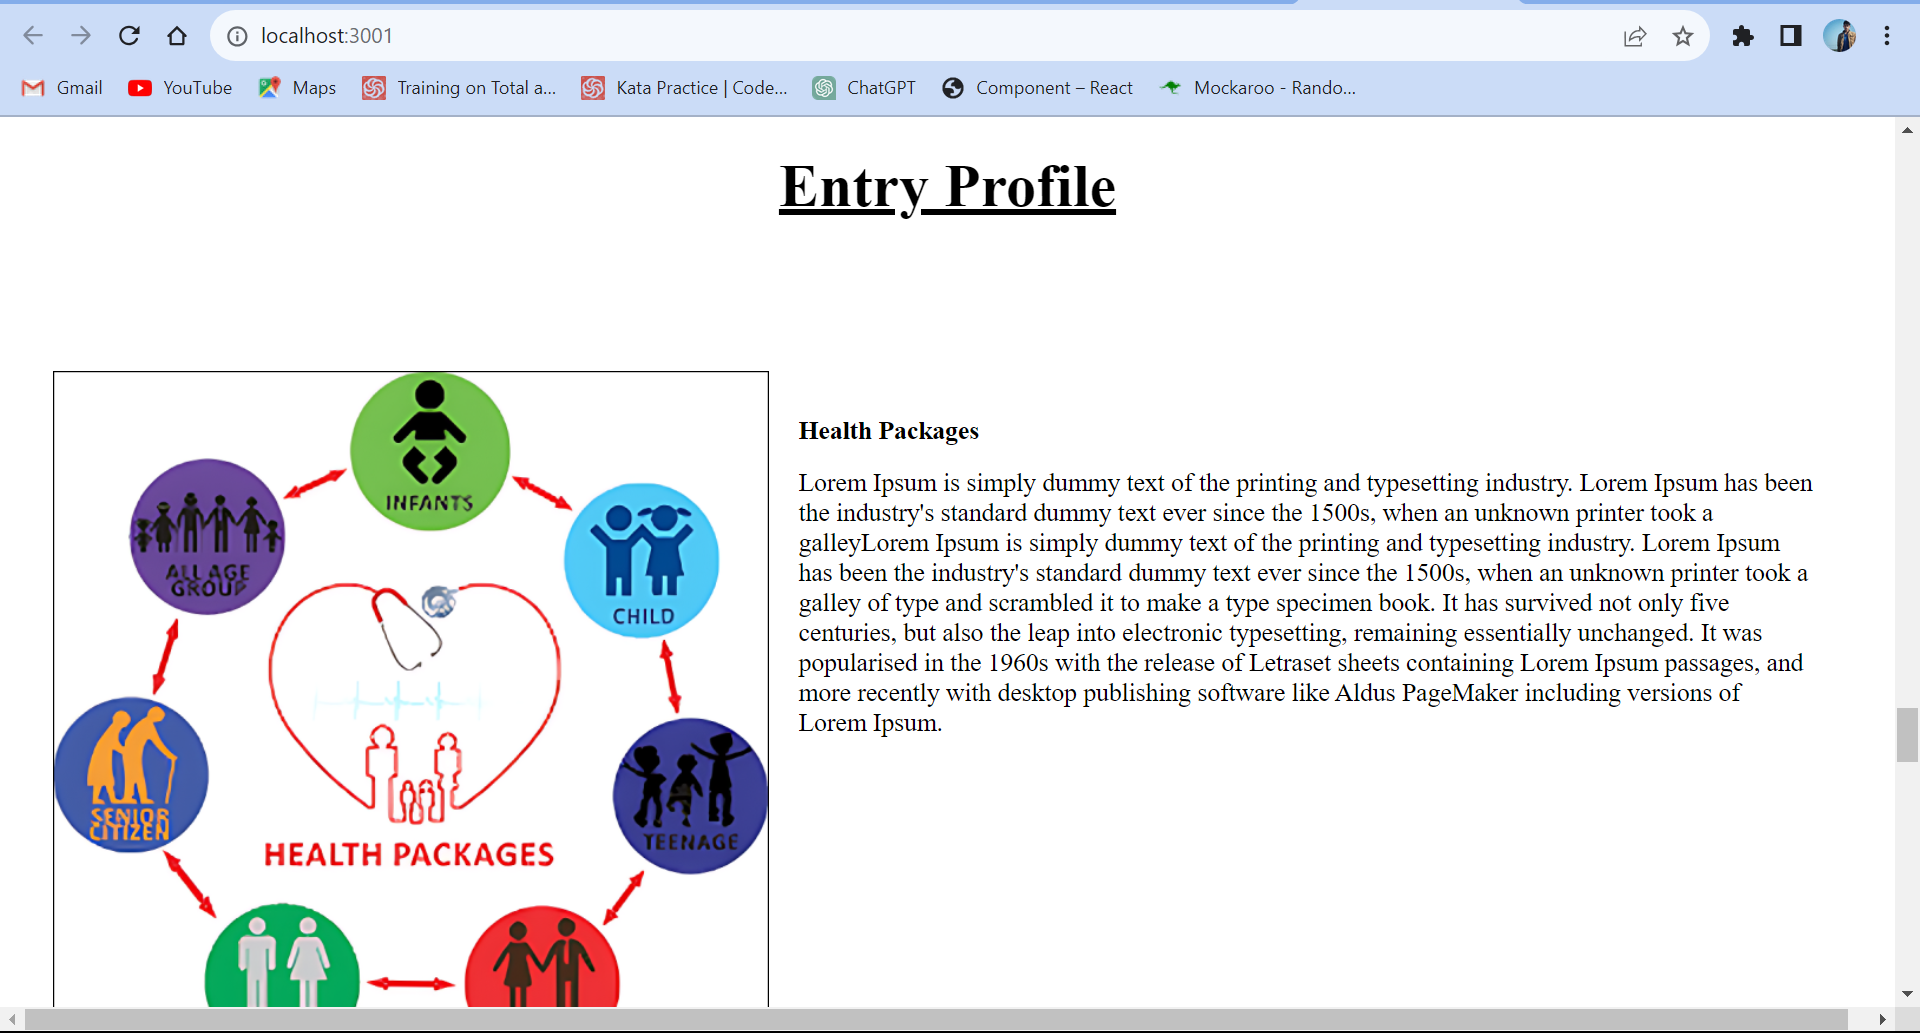 localhost:3001
Gmail YouTube Maps Training on Total a... Kata Practice | Code... ChatGPT Component – React Mockaroo - Rando...
Entry Profile
INFANTS
ALL AGE
GROUP
CHILD
SENIOR
CITIZEN
TEENAGE
HEALTH PACKAGES
Health Packages
Lorem Ipsum is simply dummy text of the printing and typesetting industry. Lorem Ipsum has been
the industry's standard dummy text ever since the 1500s, when an unknown printer took a
galleyLorem Ipsum is simply dummy text of the printing and typesetting industry. Lorem Ipsum
has been the industry's standard dummy text ever since the 1500s, when an unknown printer took a
galley of type and scrambled it to make a type specimen book. It has survived not only five
centuries, but also the leap into electronic typesetting, remaining essentially unchanged. It was
popularised in the 1960s with the release of Letraset sheets containing Lorem Ipsum passages, and
more recently with desktop publishing software like Aldus PageMaker including versions of
Lorem Ipsum.